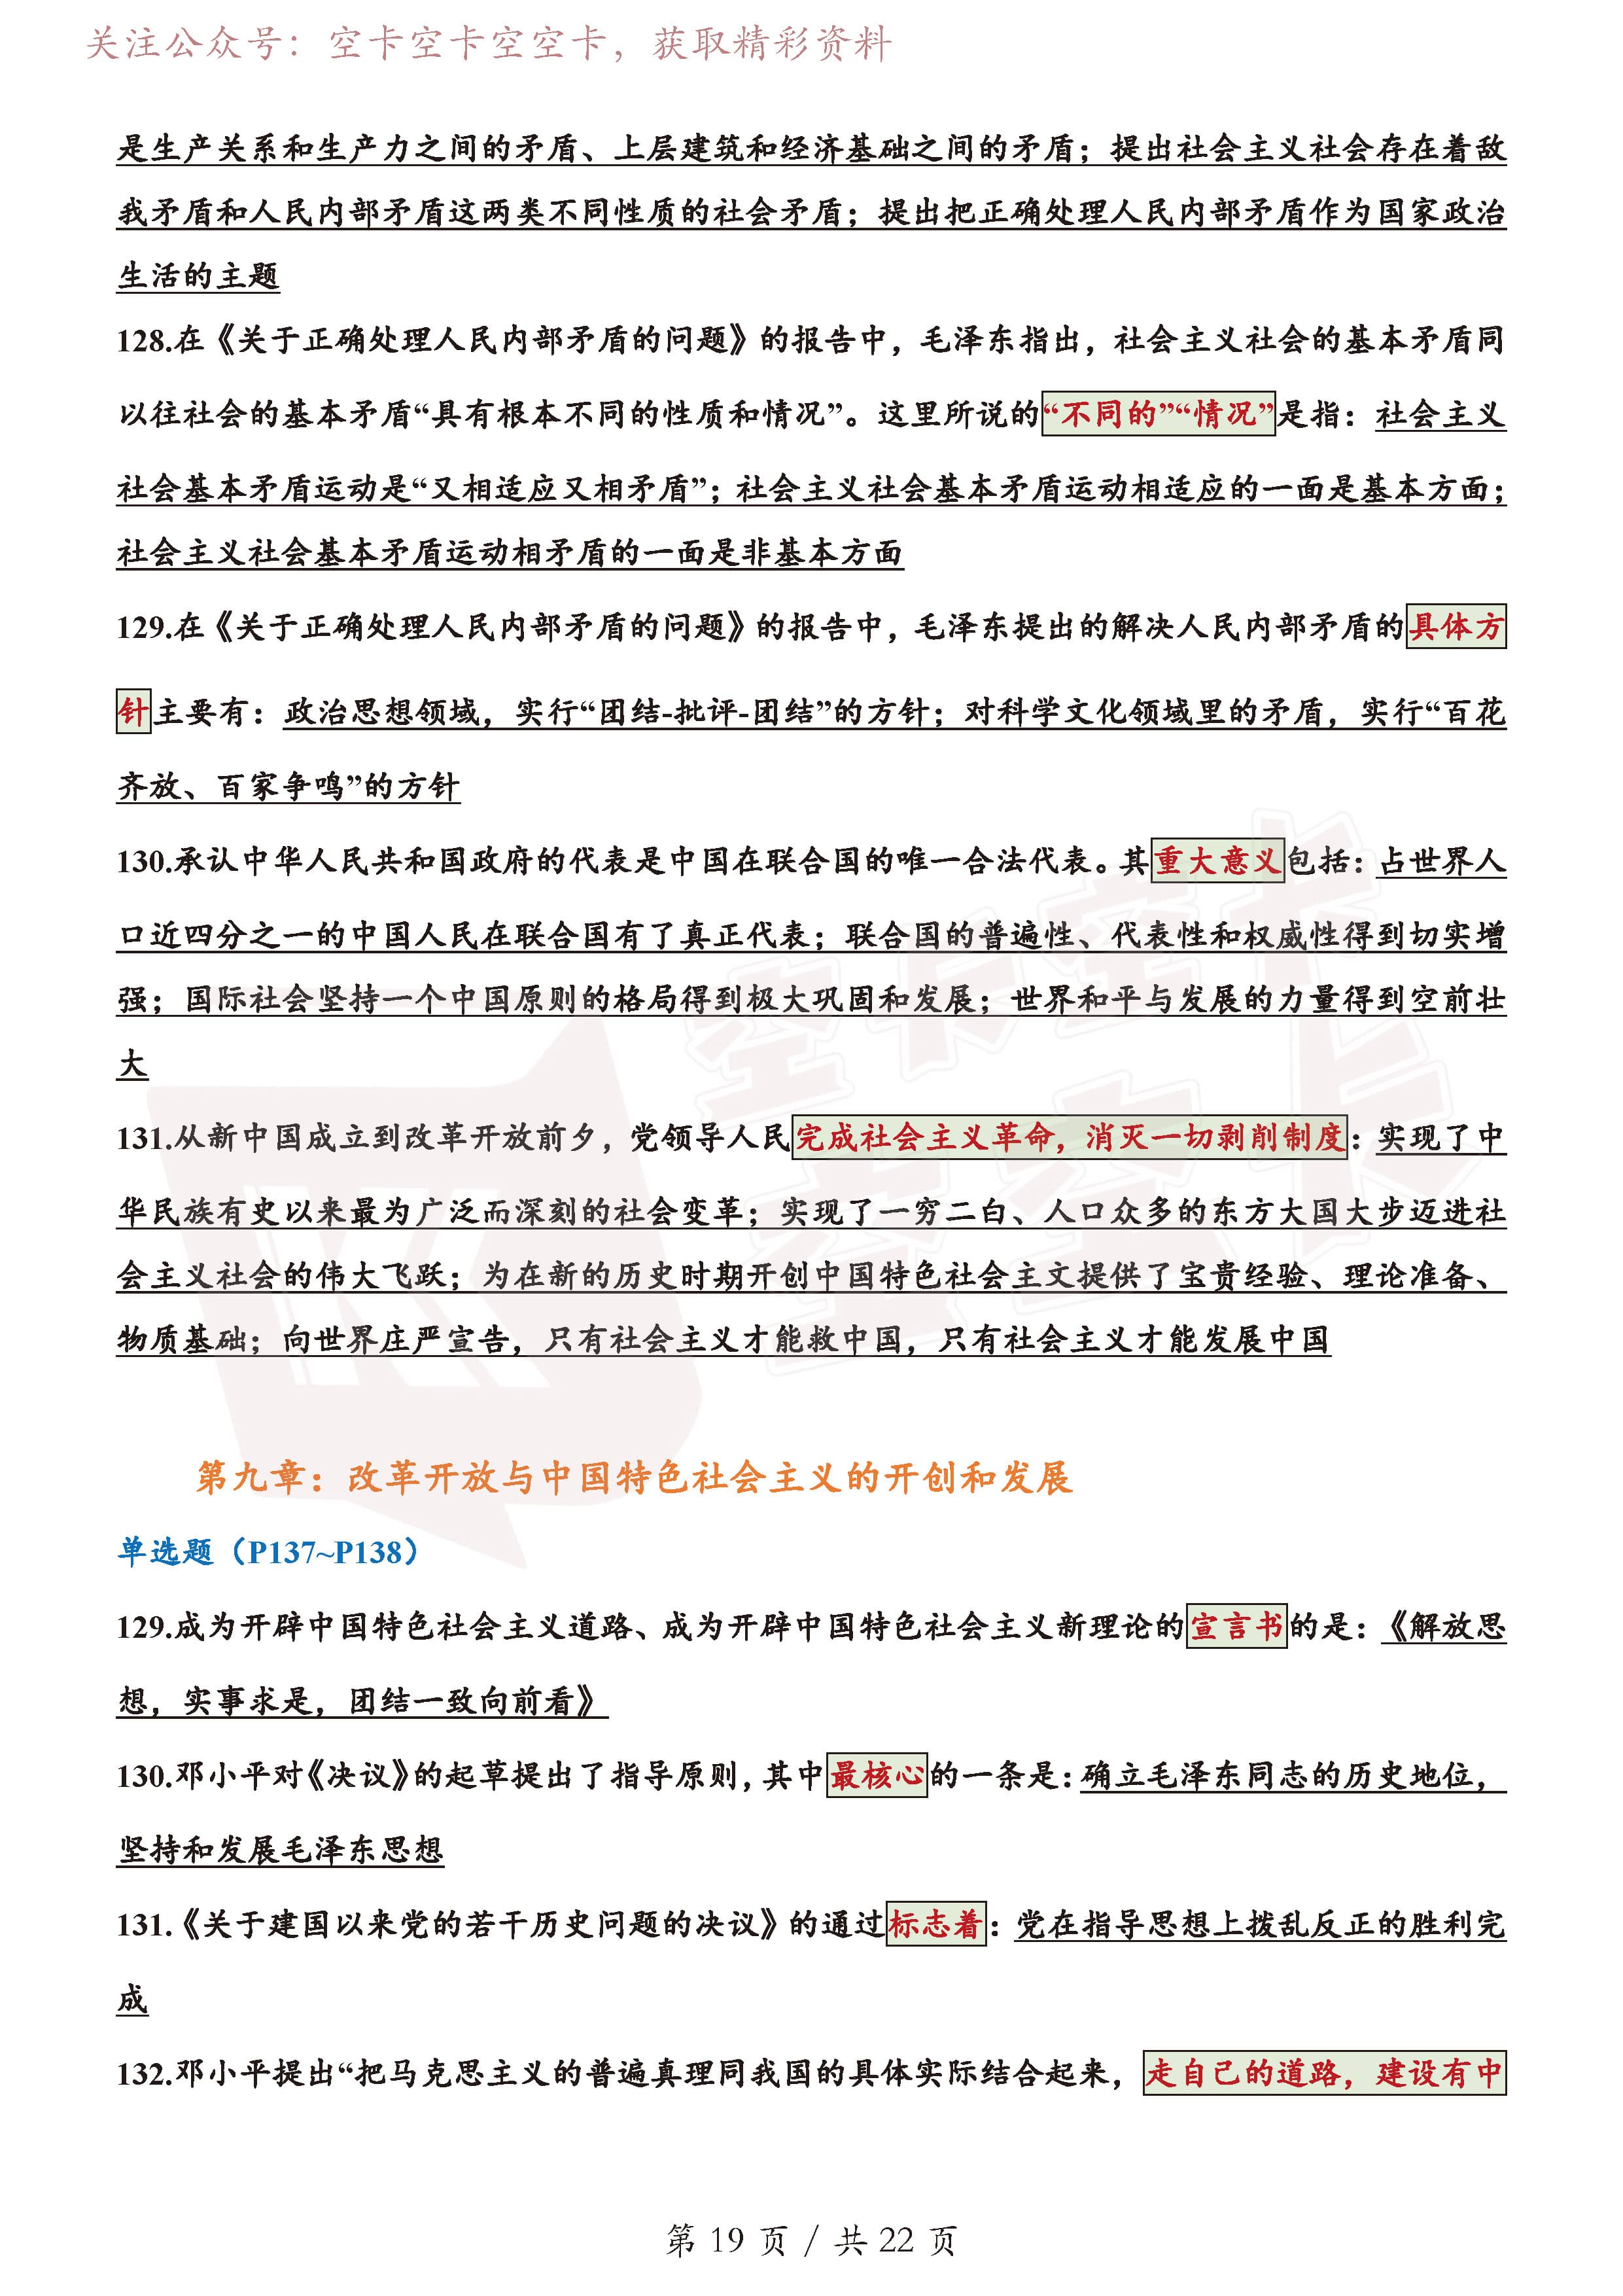 关注公众号：空卡空卡空空卡，获取精彩资料
是生产关系和生产力之间的矛盾、上层建筑和经济基础之间的矛盾；提出社会主义社会存在着敌
我矛盾和人民内部矛盾这两类不同性质的社会矛盾；提出把正确处理人民内部矛盾作为国家政治
生活的主题
128.在《关于正确处理人民内部矛盾的问题》的报告中，毛泽东指出，社会主义社会的基本矛盾同
以往社会的基本矛盾“具有根本不同的性质和情况”。这里所说的“不同的”“情况”是指：社会主义
社会基本矛盾运动是“又相适应又相矛盾”；社会主义社会基本矛盾运动相适应的一面是基本方面；
社会主义社会基本矛盾运动相矛盾的一面是非基本方面
129.在《关于正确处理人民内部矛盾的问题》的报告中，毛泽东提出的解决人民内部矛盾的具体方
针主要有：政治思想领域，实行“团结-批评-团结”的方针；对科学文化领域里的矛盾，实行“百花
齐放、百家争鸣”的方针
130.承认中华人民共和国政府的代表是中国在联合国的唯一合法代表。其重大意义包括：占世界人
口近四分之一的中国人民在联合国有了真正代表；联合国的普遍性、代表性和权威性得到切实增
强；国际社会坚持一个中国原则的格局得到极大巩固和发展；世界和平与发展的力量得到空前壮
大
131.从新中国成立到改革开放前夕，党领导人民完成社会主义革命，消灭一切剥削制度：实现了中
华民族有史以来最为广泛而深刻的社会变革；实现了一穷二白、人口众多的东方大国大步迈进社
会主义社会的伟大飞跃；为在新的历史时期开创中国特色社会主文提供了宝贵经验、理论准备、
物质基础；向世界庄严宣告，只有社会主义才能救中国，只有社会主义才能发展中国
空卡空卡
空空卡
第九章：改革开放与中国特色社会主义的开创和发展
单选题（P137~P138）
129.成为开辟中国特色社会主义道路、成为开辟中国特色社会主义新理论的宣言书的是：《解放思
想，实事求是，团结一致向前看》
130.邓小平对《决议》的起草提出了指导原则，其中最核心的一条是：确立毛泽东同志的历史地位，
坚持和发展毛泽东思想
131.《关于建国以来党的若干历史问题的决议》的通过标志着：党在指导思想上拨乱反正的胜利完
成
132.邓小平提出“把马克思主义的普遍真理同我国的具体实际结合起来，走自己的道路，建设有中
第 19 页 / 共 22 页